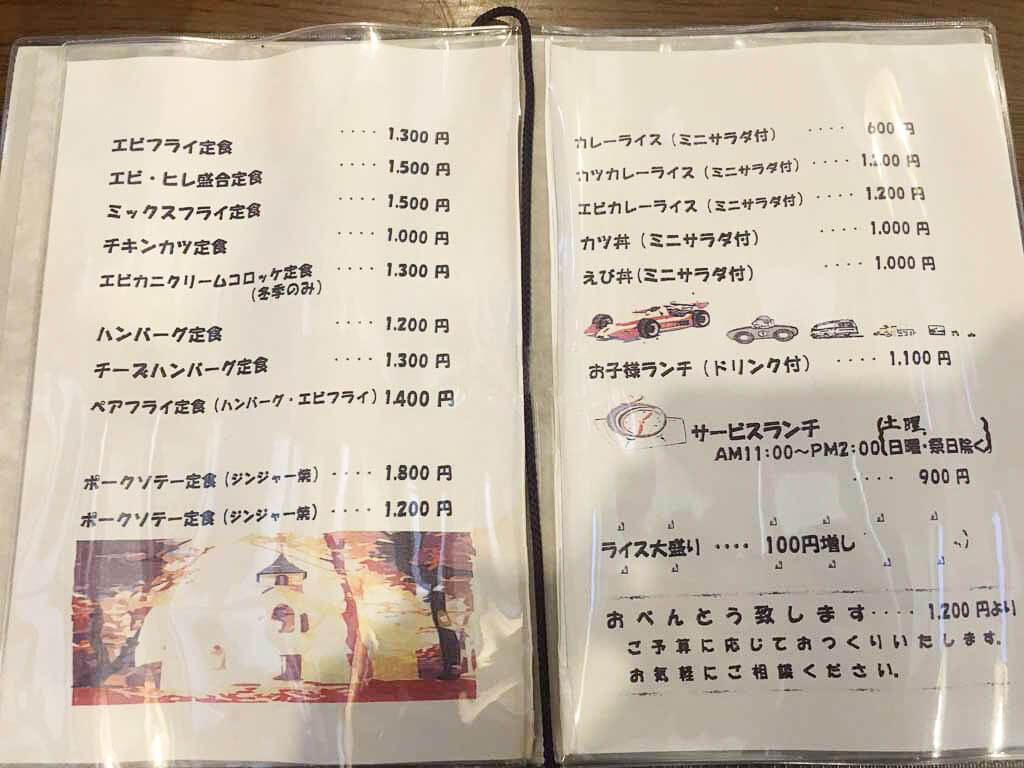 エビフライ定食 ････ 1.300 円
エビ・ヒレ盛合定食 ････ 1.500 円
ミックスフライ定食 ････ 1.500 円
チキンカツ定食 ････ 1.000 円
エビカニクリームコロッケ定食 ････ 1.300 円
(冬季のみ)
ハンバーグ定食 ････ 1.200 円
チーズハンバーグ定食 ････ 1.300 円
ペアフライ定食 (ハンバーグ・エビフライ) 1.400 円
ポークソテー定食 (ジンジャー焼) ････ 1.800 円
ポークソテー定食 (ジンジャー焼) ････ 1.200 円
カレーライス (ミニサラダ付) ････ 600 円
カツカレーライス (ミニサラダ付) ････ 円
エビカレーライス (ミニサラダ付) ････ 1.200 円
カツ丼 (ミニサラダ付) ････ 1.000 円
えび丼(ミニサラダ付) ････ 1.000 円
お子様ランチ (ドリンク付) ････ 1.100 円
サービスランチ
AM11:00〜PM2:00 {土曜・日曜・祭日除く}
････ 900 円
ライス大盛り ････ 100円増し
おべんとう致します････ 1.200 円より
ご予算に応じておつくりいたします。
お気軽にご相談ください。